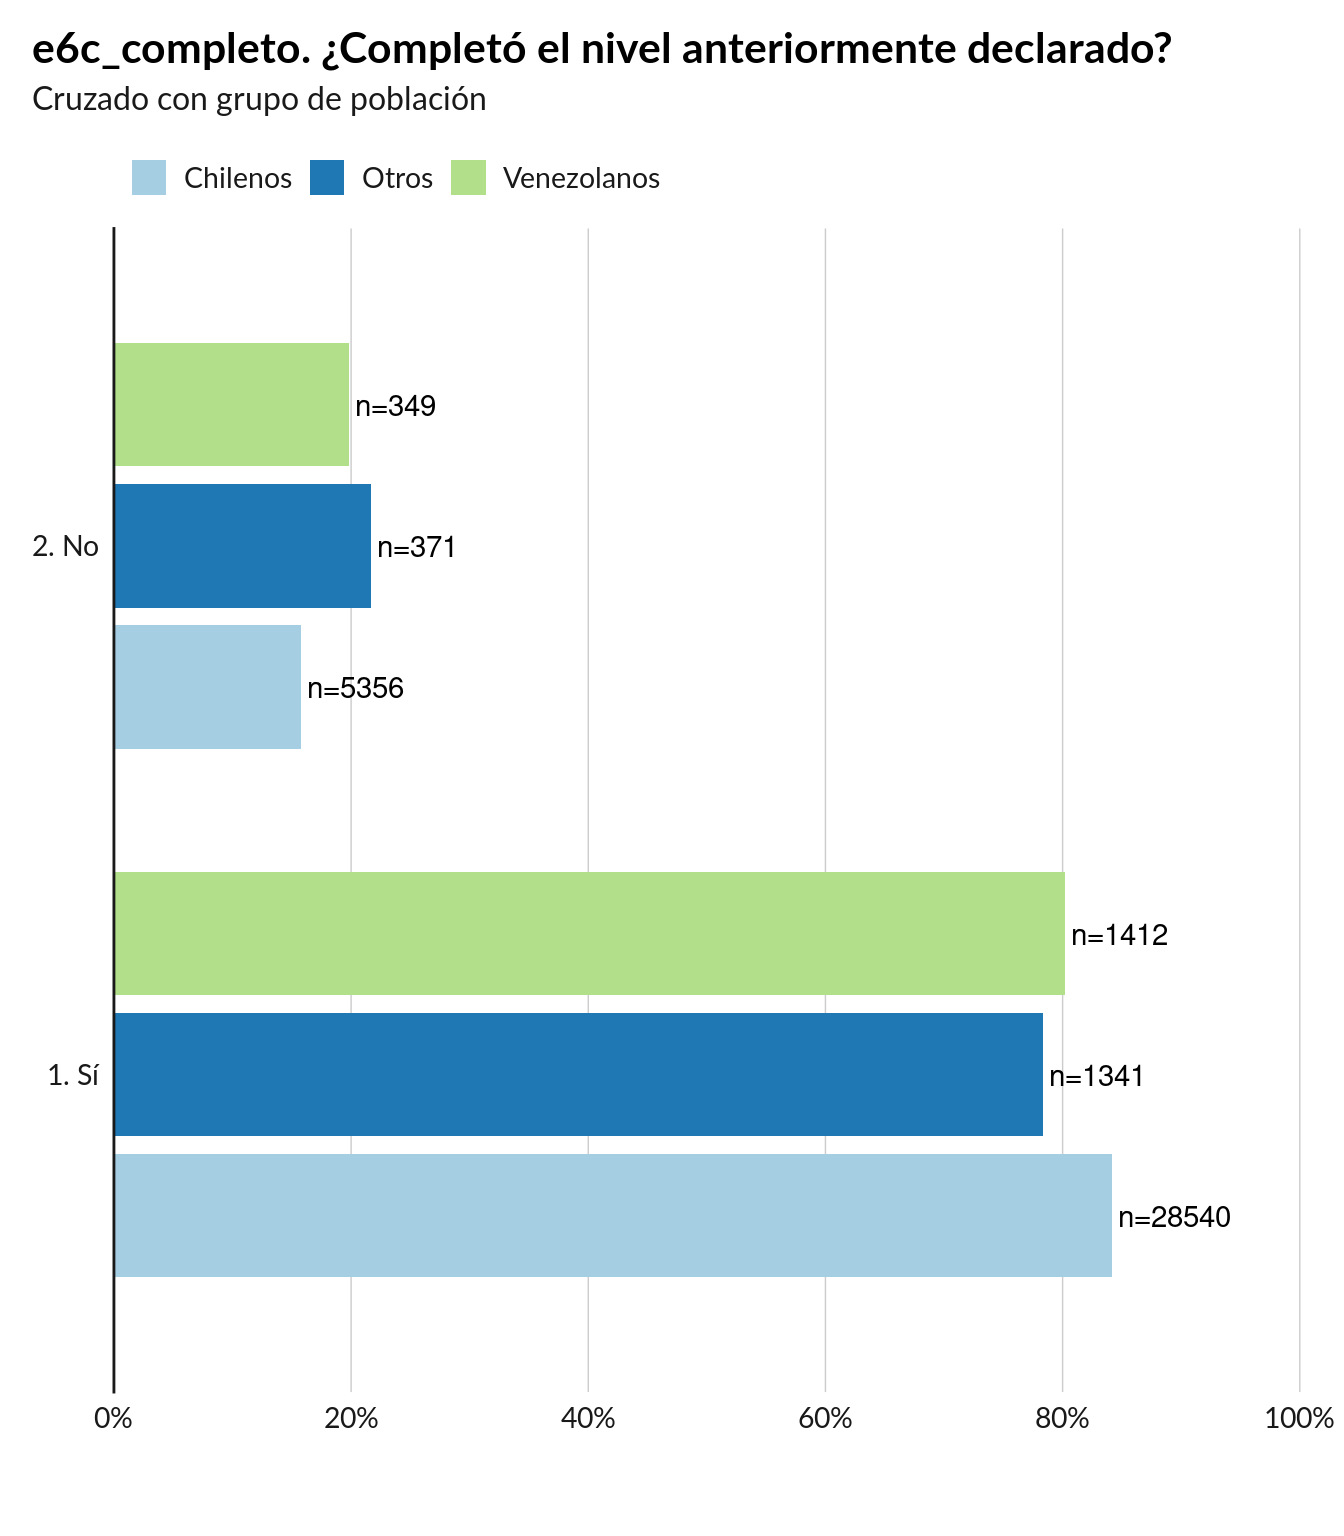 e6c_completo. ¿Completó el nivel anteriormente declarado?
Cruzado con grupo de población
Chilenos Otros Venezolanos
n=349
2. No n=371
n=5356
n=1412
1. Sí n=1341
n=28540
0% 20% 40% 60% 80% 100%